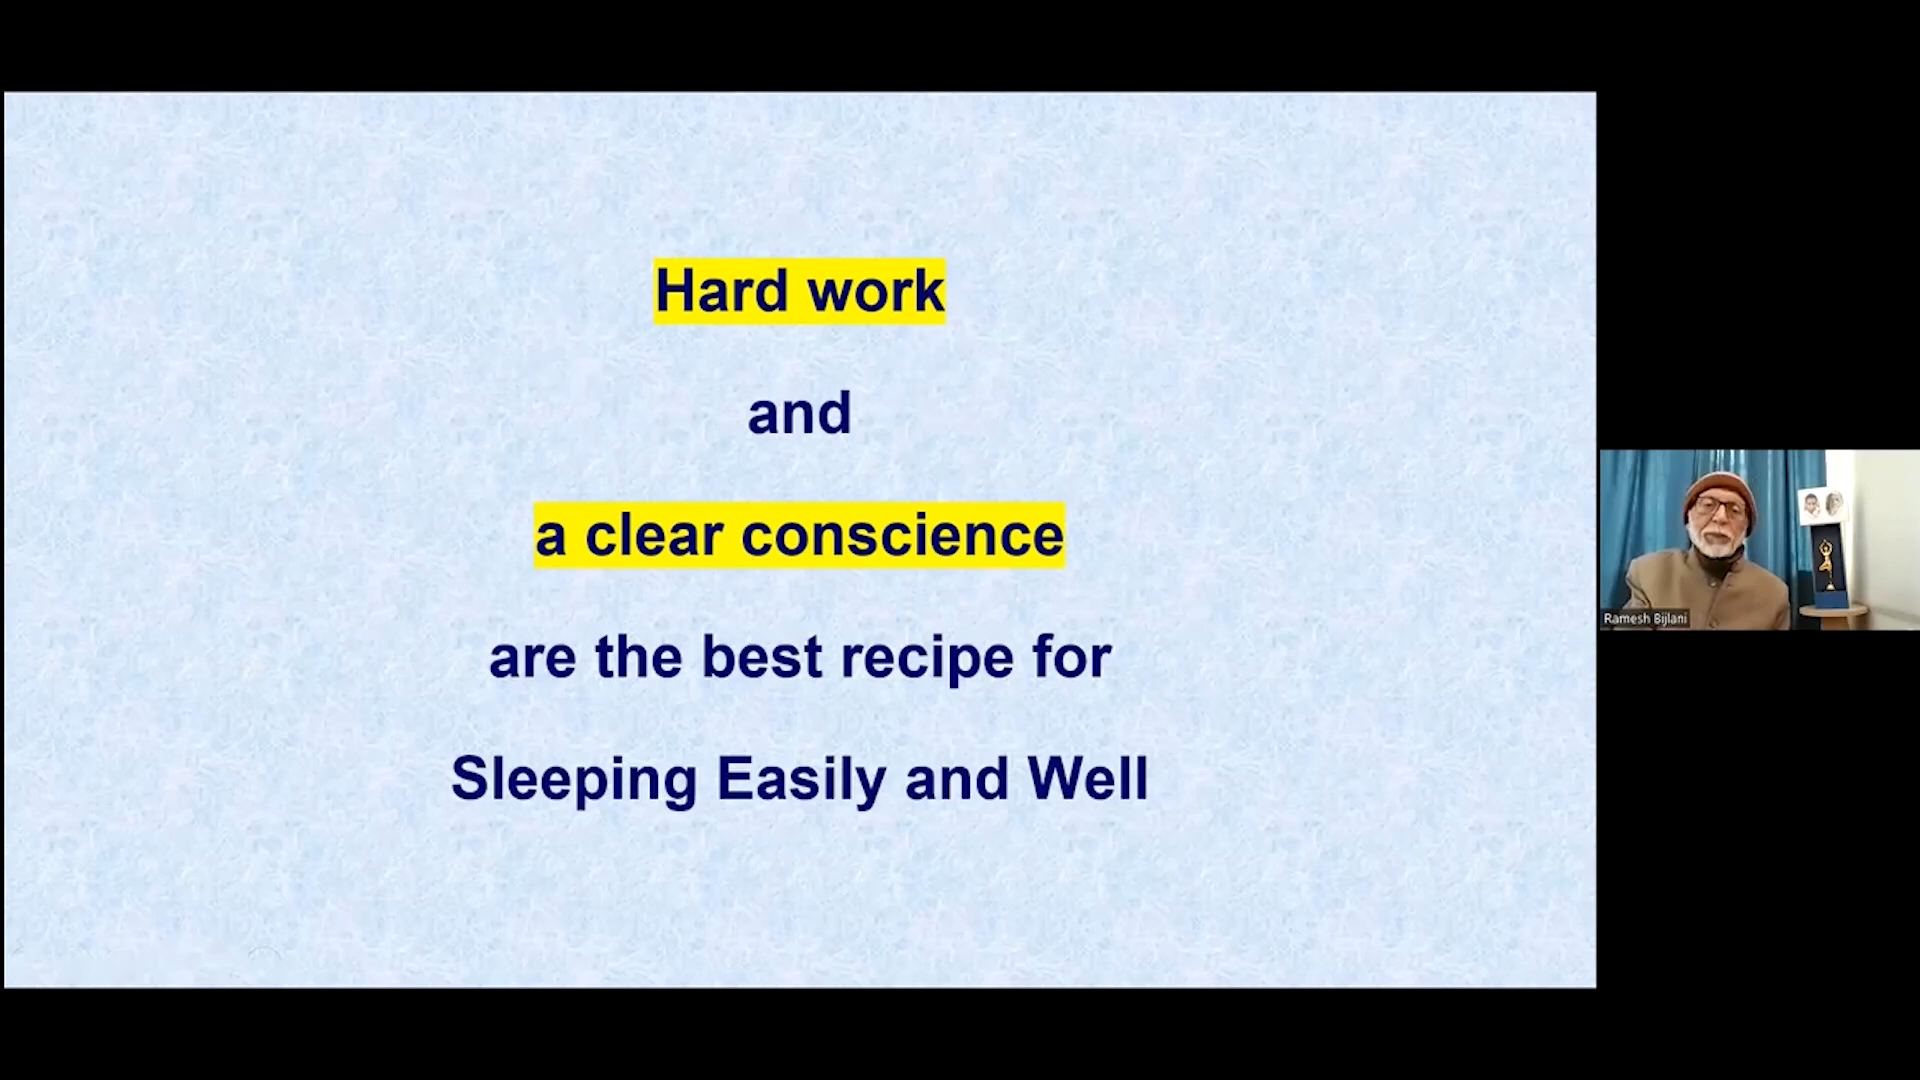 Hard work
and
a clear conscience
are the best recipe for
Sleeping Easily and Well
Ramesh Bijlani